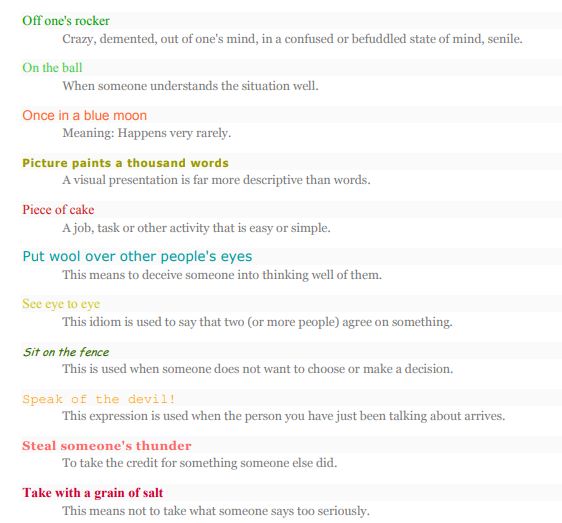 Off one's rocker
Crazy, demented, out of one's mind, in a confused or befuddled state of mind, senile.
On the ball
When someone understands the situation well.
Once in a blue moon
Meaning: Happens very rarely.
Picture paints a thousand words
A visual presentation is far more descriptive than words.
Piece of cake
A job, task or other activity that is easy or simple.
Put wool over other people's eyes
This means to deceive someone into thinking well of them.
See eye to eye
This idiom is used to say that two (or more people) agree on something.
Sit on the fence
This is used when someone does not want to choose or make a decision.
Speak of the devil!
This expression is used when the person you have just been talking about arrives.
Steal someone's thunder
To take the credit for something someone else did.
Take with a grain of salt
This means not to take what someone says too seriously.